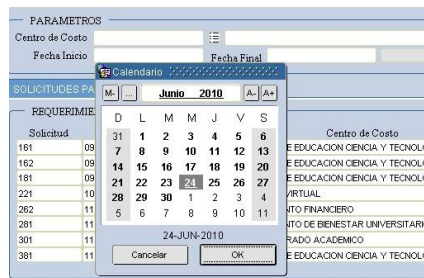 PARAMETROS
Centro de Costo
Fecha Inicio Fecha Final
Calendario
SOLICITUDES PA
M- ... Junio 2010 A- A+
REQUERIMIE
D L M M J V S
Solicitud Centro de Costo
31 1 2 3 4 5 6
161 09 7 8 9 10 11 12 13 E EDUCACION CIENCIA Y TECNOL
162 09 14 15 16 17 18 19 20 E EDUCACION CIENCIA Y TECNOL
181 09 21 22 23 24 25 26 27 E EDUCACION CIENCIA Y TECNOL
221 10 28 29 30 1 2 3 4 VIRTUAL
262 11 5 6 7 8 9 10 11 NTO FINANCIERO
281 11 24-JUN-2010 NTO DE BIENESTAR UNIVERSITARI
301 11 RADO ACADEMICO
381 11 Cancelar OK E EDUCACION CIENCIA Y TECNOL